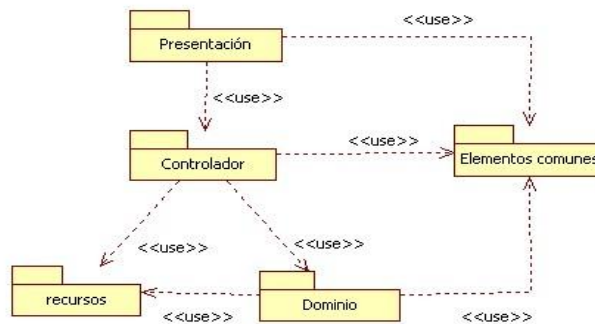 <<use>>
Presentación
<<use>>
<<use>>
Controlador
Elementos comunes
<<use>>
<<use>>
recursos
Dominio
<<use>>
<<use>>